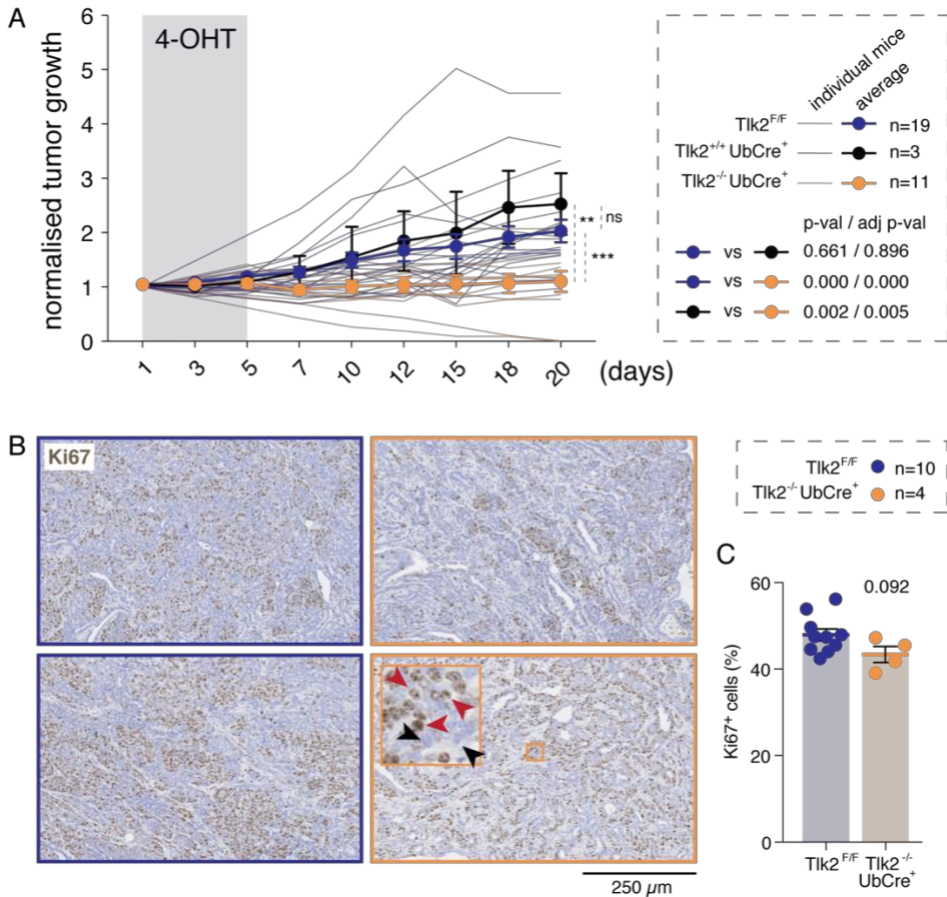 A
6
5
4
3
2
1
0
normalised tumor growth
4-OHT
1 3 5 7 10 12 15 18 20 (days)
** ns
***
individual mice
average
Tlk2F/F n=19
Tlk2+/+ UbCre+ n=3
Tlk2-/- UbCre+ n=11
p-val / adj p-val
vs 0.661 / 0.896
vs 0.000 / 0.000
vs 0.002 / 0.005
B
Ki67
250 µm
Tlk2F/F n=10
Tlk2-/- UbCre+ n=4
C
60
40
20
0
Ki67+ cells (%)
0.092
Tlk2 F/F
Tlk2 -/-
UbCre+